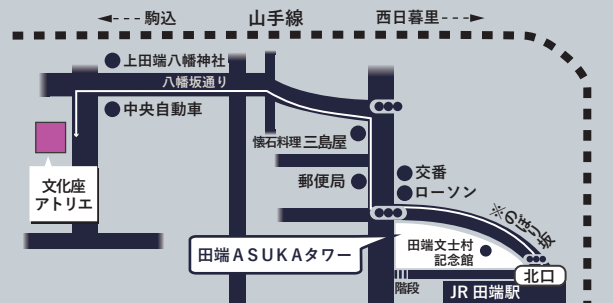 駒込
山手線
西日暮里
上田端八幡神社
八幡坂通り
中央自動車
懐石料理 三島屋
郵便局
交番
ローソン
文化座
アトリエ
※のぼり坂
田端ASUKAタワー
田端文士村
記念館
北口
階段
JR 田端駅